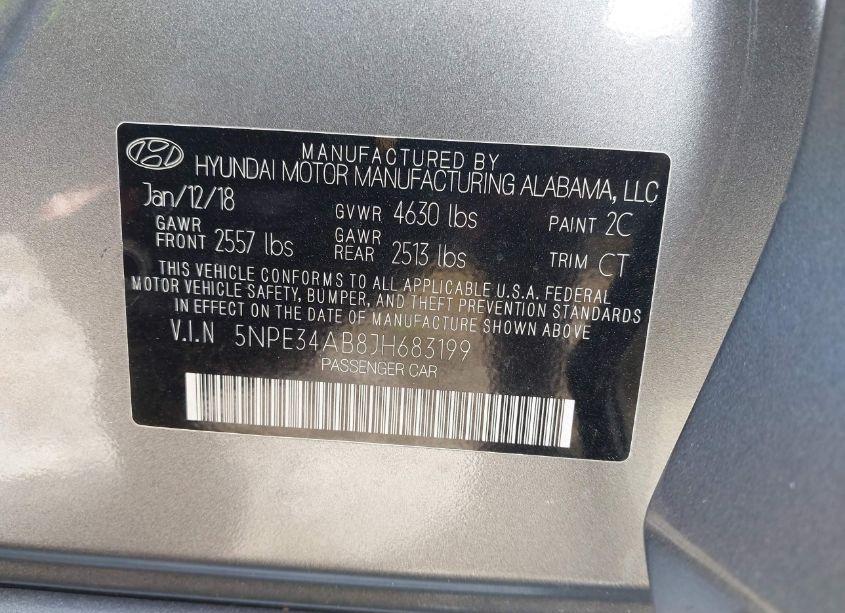 MANUFACTURED BY
HYUNDAI MOTOR MANUFACTURING ALABAMA, LLC
Jan/12/18 GVWR 4630 lbs PAINT 2C
GAWR FRONT 2557 lbs GAWR REAR 2513 lbs TRIM CT
THIS VEHICLE CONFORMS TO ALL APPLICABLE U.S.A. FEDERAL
MOTOR VEHICLE SAFETY, BUMPER, AND THEFT PREVENTION STANDARDS
IN EFFECT ON THE DATE OF MANUFACTURE SHOWN ABOVE
V.I.N 5NPE34AB8JH683199
PASSENGER CAR